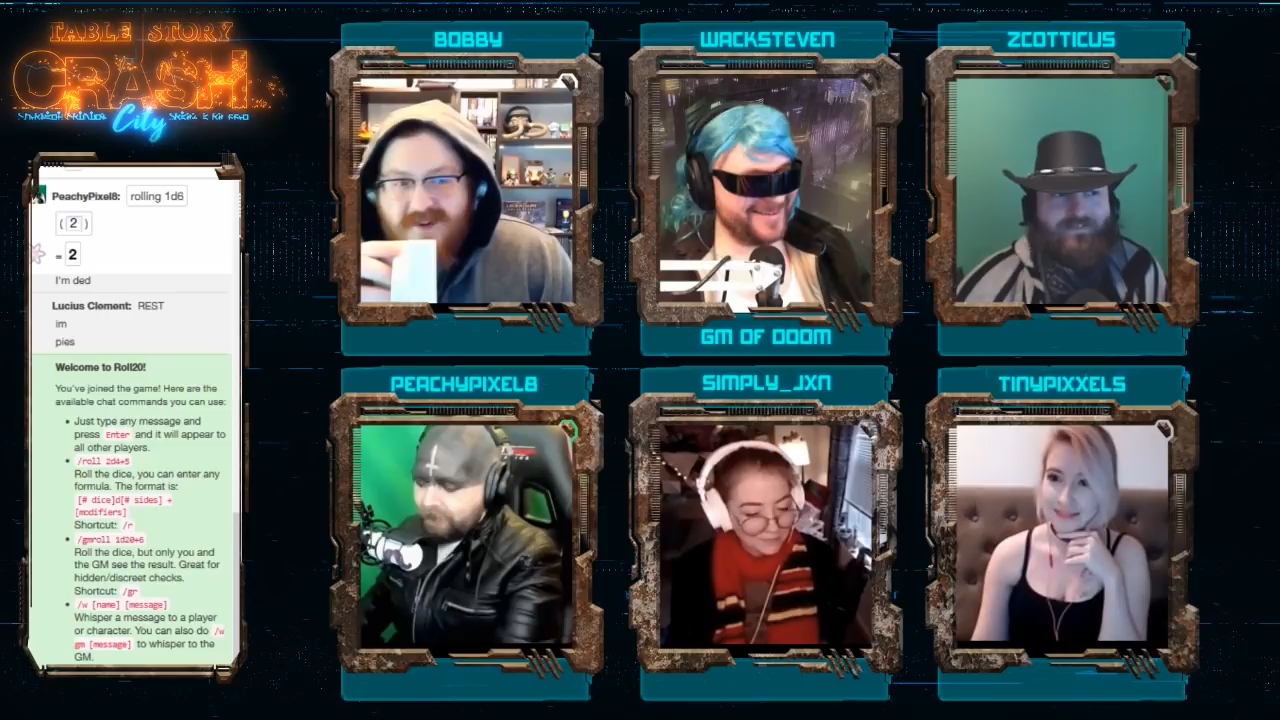 TABLE STORY
CRASH
City
PeachyPixel8: rolling 1d6
( 2 )
= 2
I'm ded
Lucius Clement: REST
im
pies
Welcome to Roll20!
You've joined the game! Here are the
available chat commands you can use:
• Just type any message and
press Enter and it will appear to
all other players.
• /roll 2d4+5
Roll the dice, you can enter any
formula. The format is:
[# dice]d[# sides] +
[modifiers]
Shortcut: /r
• /gmroll 1d20+6
Roll the dice, but only you and
the GM see the result. Great for
hidden/discreet checks.
Shortcut: /gr
• /w [name] [message]
Whisper a message to a player
or character. You can also do /w
gm [message] to whisper to the
GM.
BOBBY
WACKSTEVEN
GM OF DOOM
ZCOTTICUS
PEACHYPIXEL8
SIMPLY_JXN
TINYPIXXELS